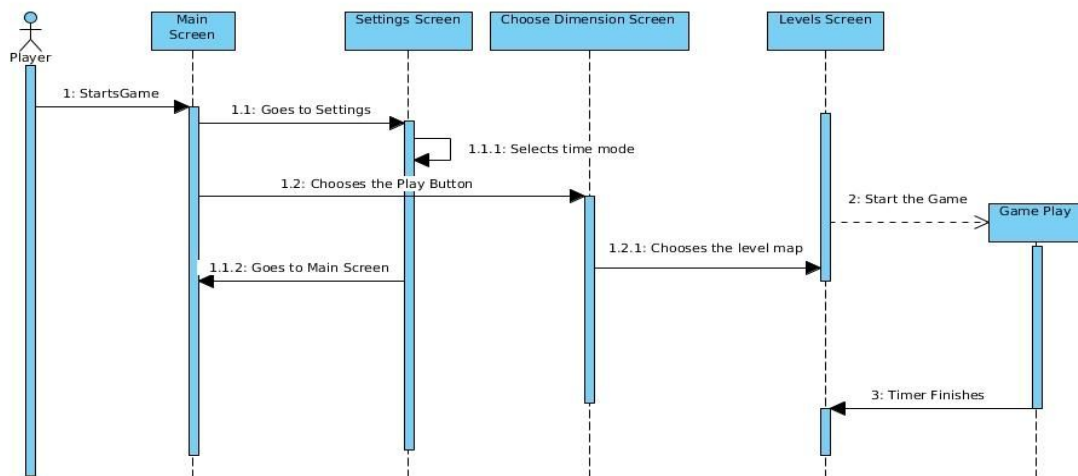 Main
Screen
Settings Screen
Choose Dimension Screen
Levels Screen
Player
1: StartsGame
1.1: Goes to Settings
1.1.1: Selects time mode
1.2: Chooses the Play Button
2: Start the Game
Game Play
1.2.1: Chooses the level map
1.1.2: Goes to Main Screen
3: Timer Finishes